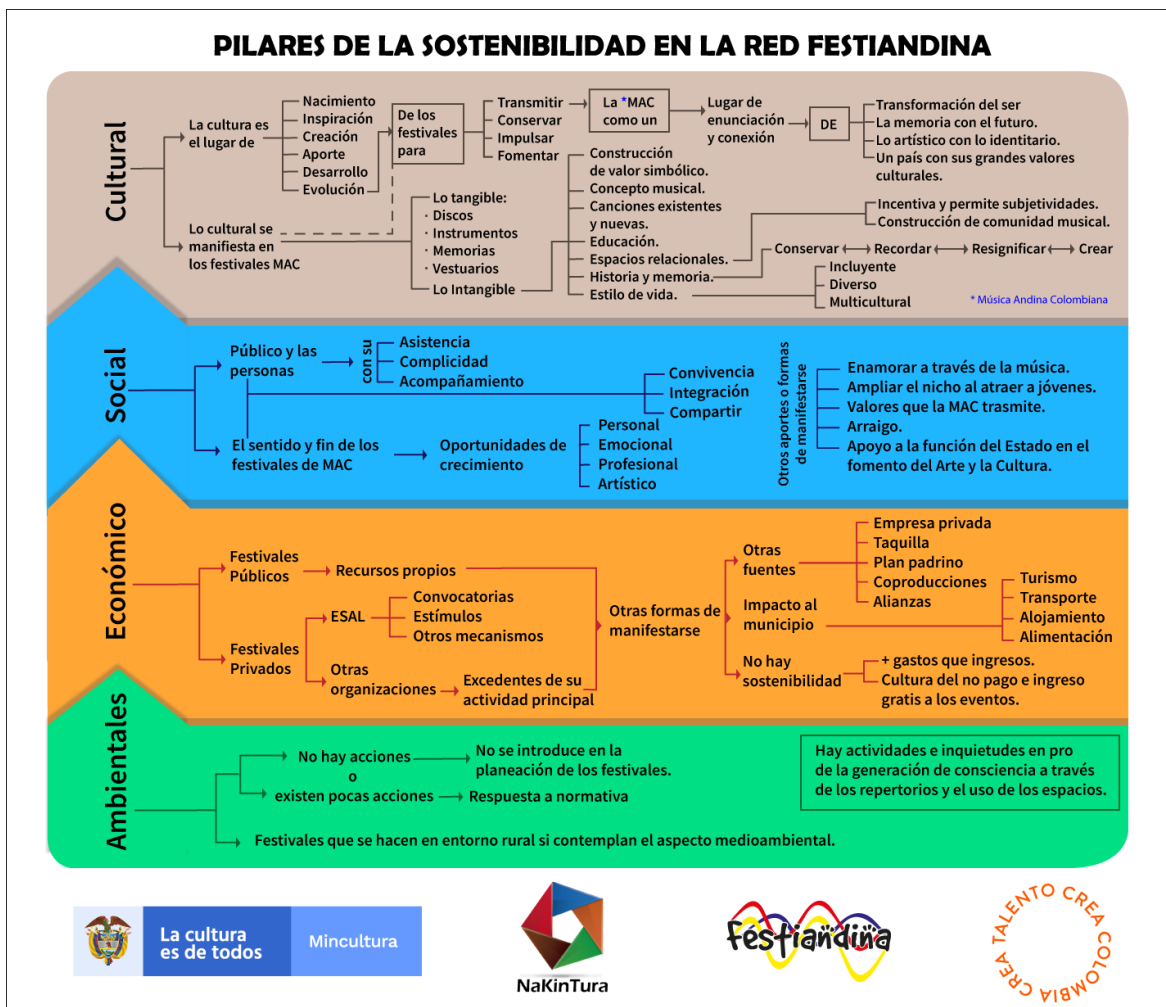 PILARES DE LA SOSTENIBILIDAD EN LA RED FESTIANDINA
Cultural
La cultura es
el lugar de
Nacimiento
Inspiración
Creación
Aporte
Desarrollo
Evolución
De los
festivales
para
Transmitir
Conservar
Impulsar
Fomentar
La *MAC
como un
Lugar de
enunciación
y conexión
DE
Transformación del ser
La memoria con el futuro.
Lo artístico con lo identitario.
Un país con sus grandes valores
culturales.
Lo cultural se
manifiesta en
los festivales MAC
Lo tangible:
· Discos
· Instrumentos
· Memorias
· Vestuarios
Lo Intangible
Construcción
de valor simbólico.
Concepto musical.
Canciones existentes
y nuevas.
Educación.
Espacios relacionales.
Historia y memoria.
Estilo de vida.
Incentiva y permite subjetividades.
Construcción de comunidad musical.
Conservar
Recordar
Resignificar
Crear
Incluyente
Diverso
Multicultural
* Música Andina Colombiana
Social
Público y las
personas
con su
Asistencia
Complicidad
Acompañamiento
Convivencia
Integración
Compartir
El sentido y fin de los
festivales de MAC
Oportunidades de
crecimiento
Personal
Emocional
Profesional
Artístico
Otros aportes o formas
de manifestarse
Enamorar a través de la música.
Ampliar el nicho al atraer a jóvenes.
Valores que la MAC trasmite.
Arraigo.
Apoyo a la función del Estado en el
fomento del Arte y la Cultura.
Económico
Festivales
Públicos
Recursos propios
Festivales
Privados
ESAL
Convocatorias
Estímulos
Otros mecanismos
Otras
organizaciones
Excedentes de su
actividad principal
Otras formas de
manifestarse
Otras
fuentes
Empresa privada
Taquilla
Plan padrino
Coproducciones
Alianzas
Impacto al
municipio
Turismo
Transporte
Alojamiento
Alimentación
No hay
sostenibilidad
+ gastos que ingresos.
Cultura del no pago e ingreso
gratis a los eventos.
Ambientales
No hay acciones
o
existen pocas acciones
No se introduce en la
planeación de los festivales.
Respuesta a normativa
Festivales que se hacen en entorno rural si contemplan el aspecto medioambiental.
Hay actividades e inquietudes en pro
de la generación de consciencia a través
de los repertorios y el uso de los espacios.
La cultura
es de todos
Mincultura
NaKinTura
festiandina
CREA TALENTO CREA COLOMBIA